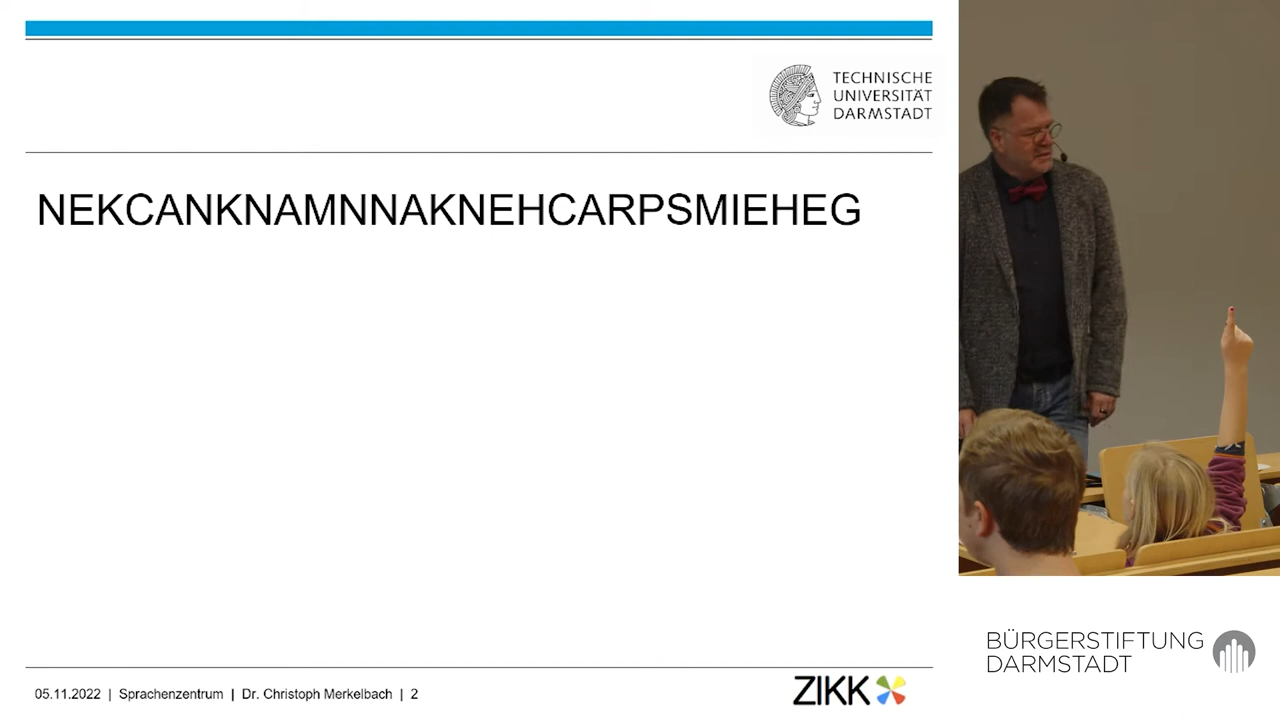 TECHNISCHE
UNIVERSITÄT
DARMSTADT
NEKCANKNAMNNAKNEHCARPSMIEHEG
05.11.2022 | Sprachenzentrum | Dr. Christoph Merkelbach | 2
ZIKK
BÜRGERSTIFTUNG
DARMSTADT